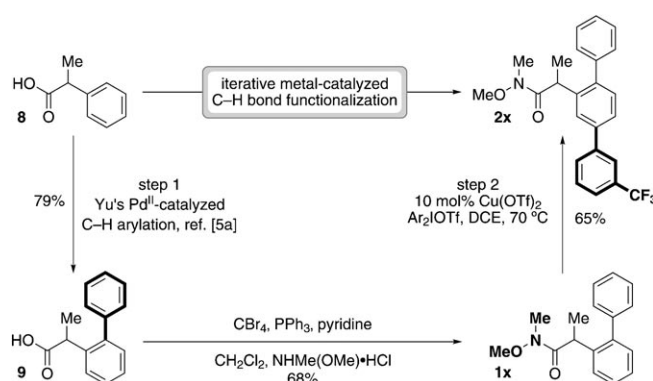 Me
HO
O
8
iterative metal-catalyzed
C–H bond functionalization
Me
N
MeO
Me
O
2x
CF₃
79%
step 1
Yu's Pdᴵᴵ-catalyzed
C–H arylation, ref. [5a]
step 2
10 mol% Cu(OTf)₂
Ar₂IOTf, DCE, 70 ºC
65%
Me
HO
O
9
CBr₄, PPh₃, pyridine
CH₂Cl₂, NHMe(OMe)•HCl
68%
Me
N
MeO
Me
O
1x